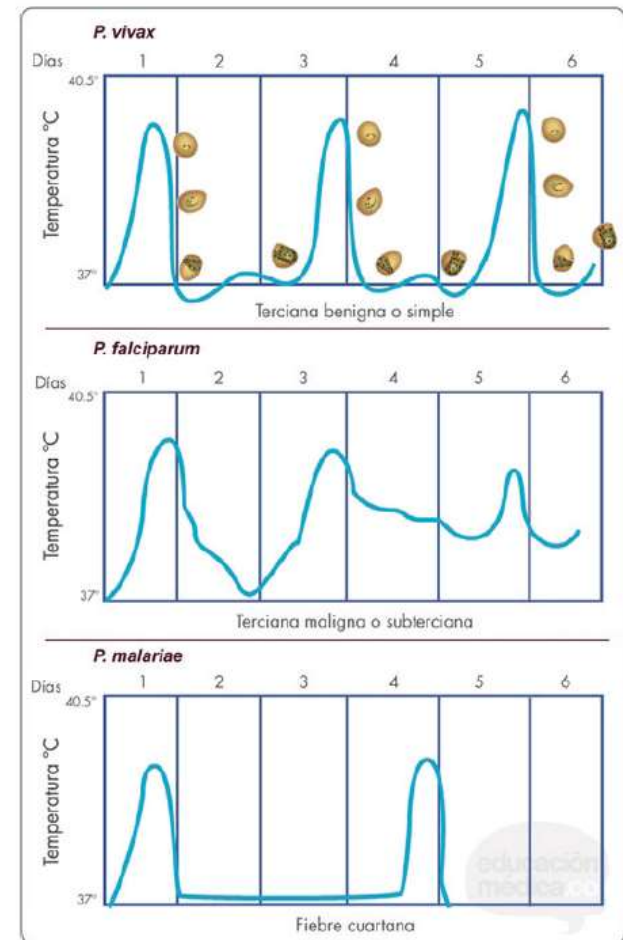 P. vivax
Días 1 2 3 4 5 6
40.5°
Temperatura °C
37°
Terciana benigna o simple
P. falciparum
Días 1 2 3 4 5 6
40.5°
Temperatura °C
37°
Terciana maligna o subterciana
P. malariae
Días 1 2 3 4 5 6
40.5°
Temperatura °C
37°
Fiebre cuartana
educación
médica.co